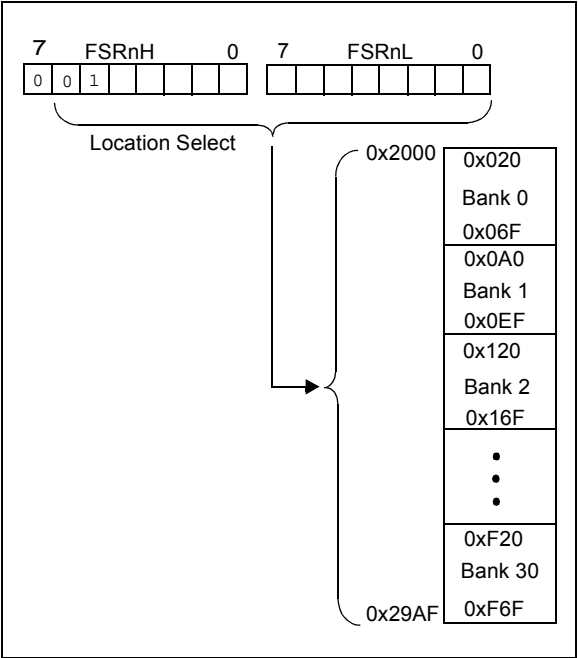 7 FSRnH 0 7 FSRnL 0
0 0 1
Location Select
0x2000
0x020
Bank 0
0x06F
0x0A0
Bank 1
0x0EF
0x120
Bank 2
0x16F
0xF20
Bank 30
0x29AF 0xF6F